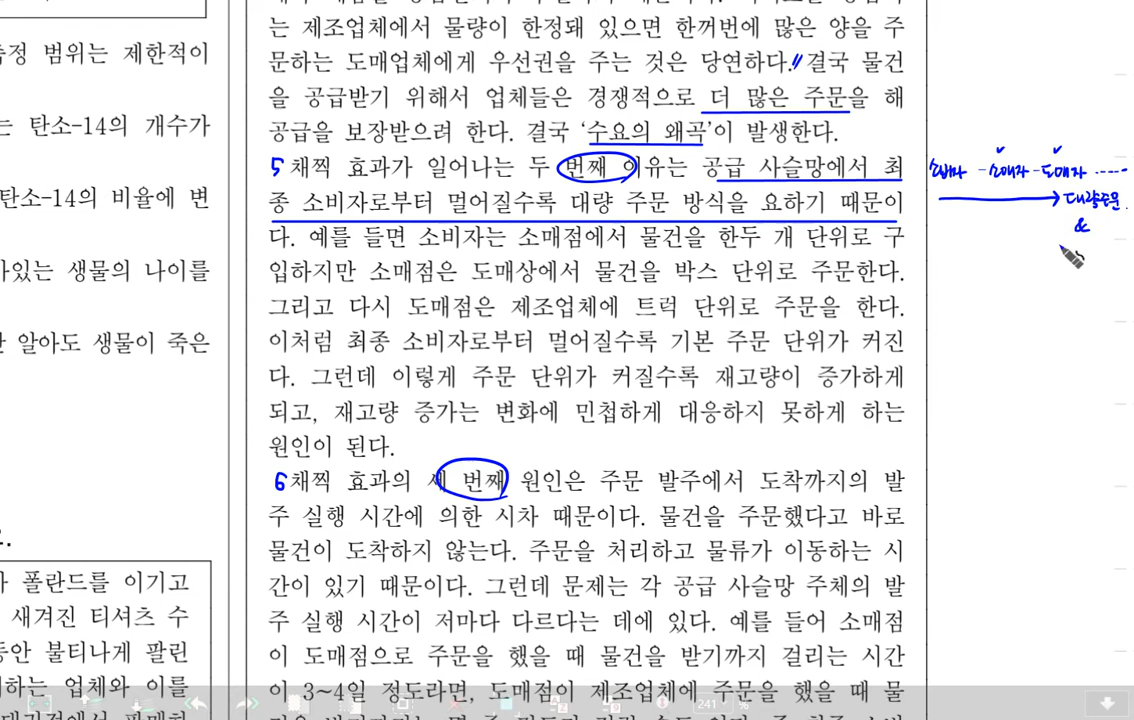 측정 범위는 제한적이
는 탄소-14의 개수가
탄소-14의 비율에 변
아있는 생물의 나이를
알아도 생물이 죽은
폴란드를 이기고
새겨진 티셔츠 수
동안 불티나게 팔린
하는 업체와 이를
는 제조업체에서 물량이 한정돼 있으면 한꺼번에 많은 양을 주
문하는 도매업체에게 우선권을 주는 것은 당연하다. 결국 물건
을 공급받기 위해서 업체들은 경쟁적으로 더 많은 주문을 해
공급을 보장받으려 한다. 결국 ‘수요의 왜곡’이 발생한다.
5 채찍 효과가 일어나는 두 번째 이유는 공급 사슬망에서 최
종 소비자로부터 멀어질수록 대량 주문 방식을 요하기 때문이
다. 예를 들면 소비자는 소매점에서 물건을 한두 개 단위로 구
입하지만 소매점은 도매상에서 물건을 박스 단위로 주문한다.
그리고 다시 도매점은 제조업체에 트럭 단위로 주문을 한다.
이처럼 최종 소비자로부터 멀어질수록 기본 주문 단위가 커진
다. 그런데 이렇게 주문 단위가 커질수록 재고량이 증가하게
되고, 재고량 증가는 변화에 민첩하게 대응하지 못하게 하는
원인이 된다.
6 채찍 효과의 세 번째 원인은 주문 발주에서 도착까지의 발
주 실행 시간에 의한 시차 때문이다. 물건을 주문했다고 바로
물건이 도착하지 않는다. 주문을 처리하고 물류가 이동하는 시
간이 있기 때문이다. 그런데 문제는 각 공급 사슬망 주체의 발
주 실행 시간이 저마다 다르다는 데에 있다. 예를 들어 소매점
이 도매점으로 주문을 했을 때 물건을 받기까지 걸리는 시간
이 3~4일 정도라면, 도매점이 제조업체에 주문을 했을 때 물
소비자 - 소매자 - 도매자 ·····
대량주문
&
241 %